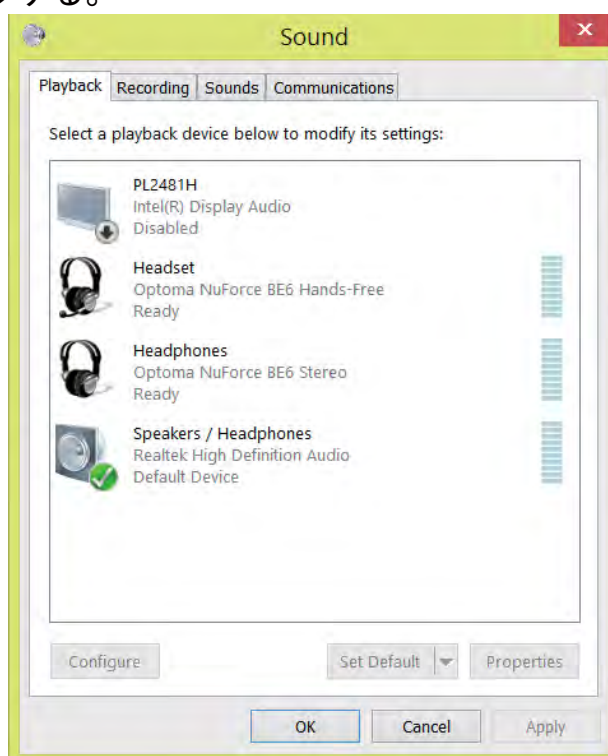 する。
Sound
Playback Recording Sounds Communications
Select a playback device below to modify its settings:
PL2481H
Intel(R) Display Audio
Disabled
Headset
Optoma NuForce BE6 Hands-Free
Ready
Headphones
Optoma NuForce BE6 Stereo
Ready
Speakers / Headphones
Realtek High Definition Audio
Default Device
Configure Set Default Properties
OK Cancel Apply